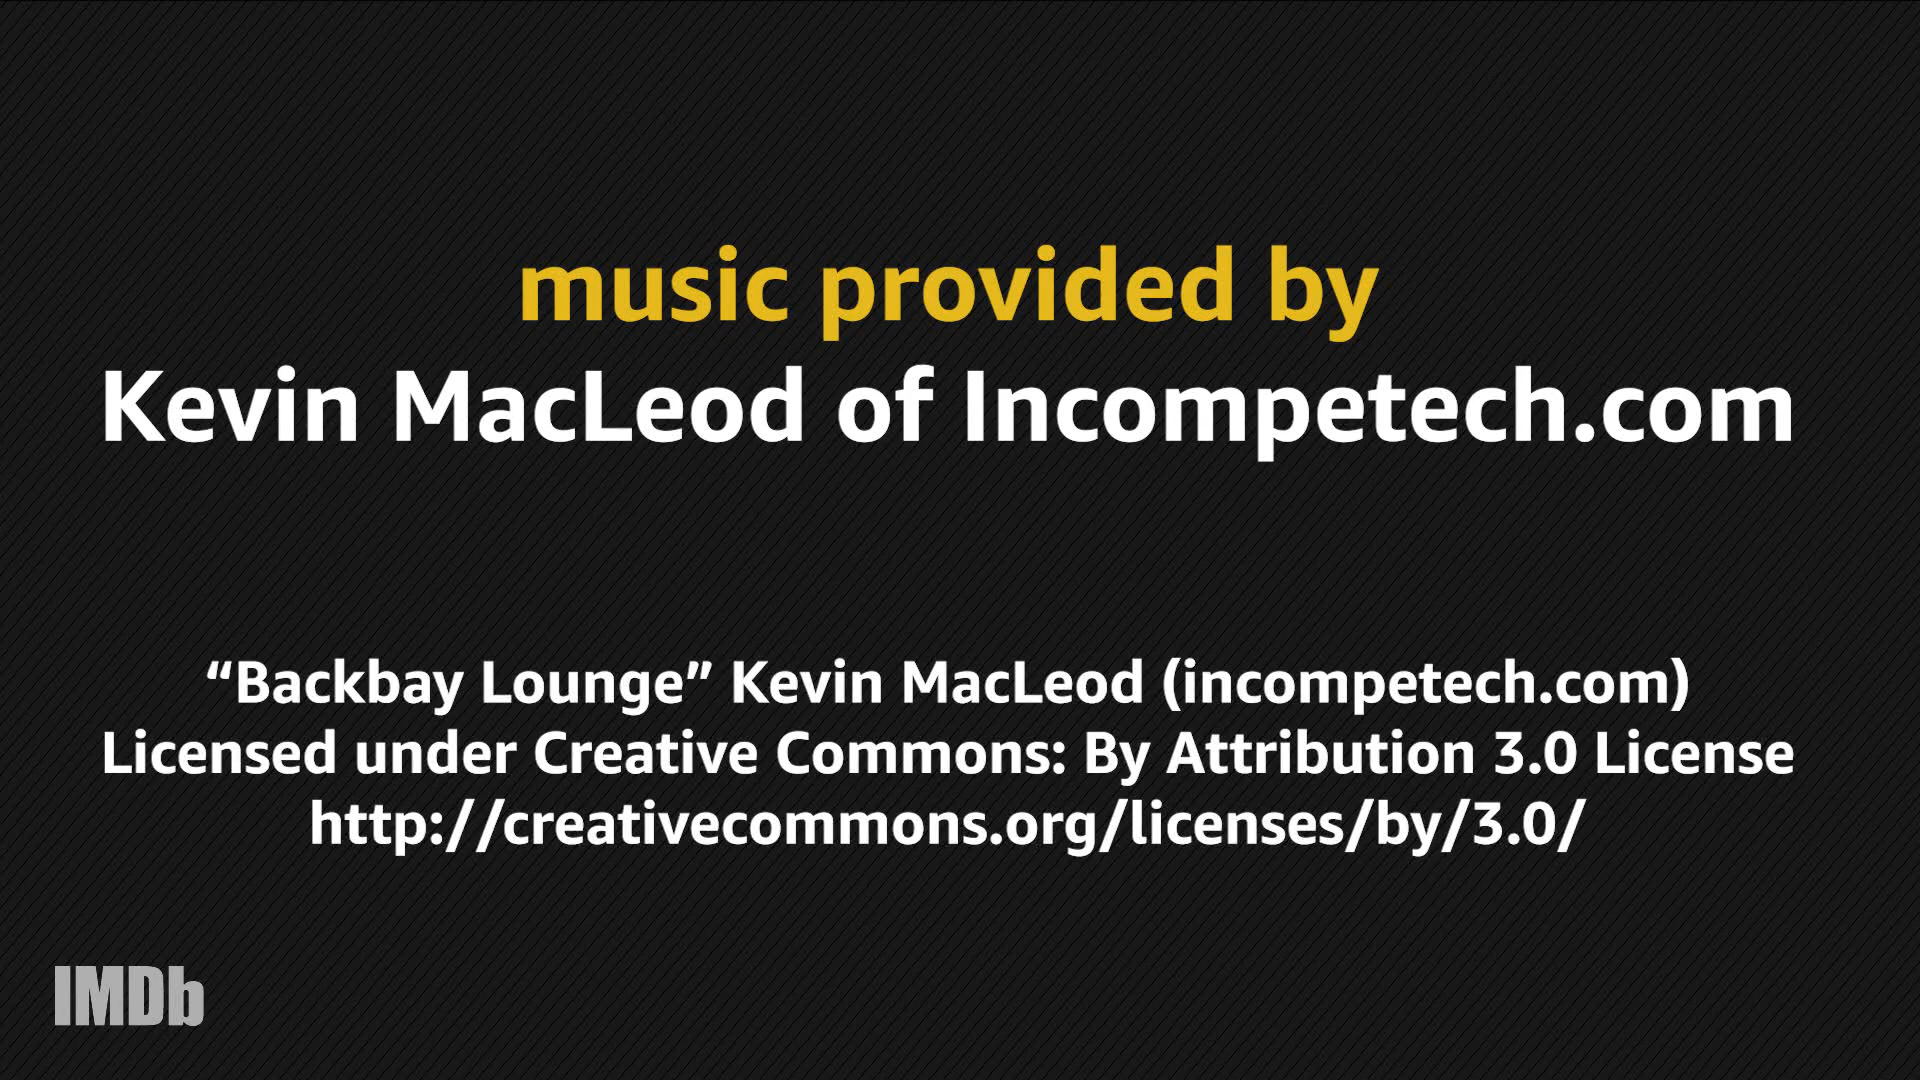 music provided by
Kevin MacLeod of Incompetech.com
“Backbay Lounge” Kevin MacLeod (incompetech.com)
Licensed under Creative Commons: By Attribution 3.0 License
http://creativecommons.org/licenses/by/3.0/
IMDb